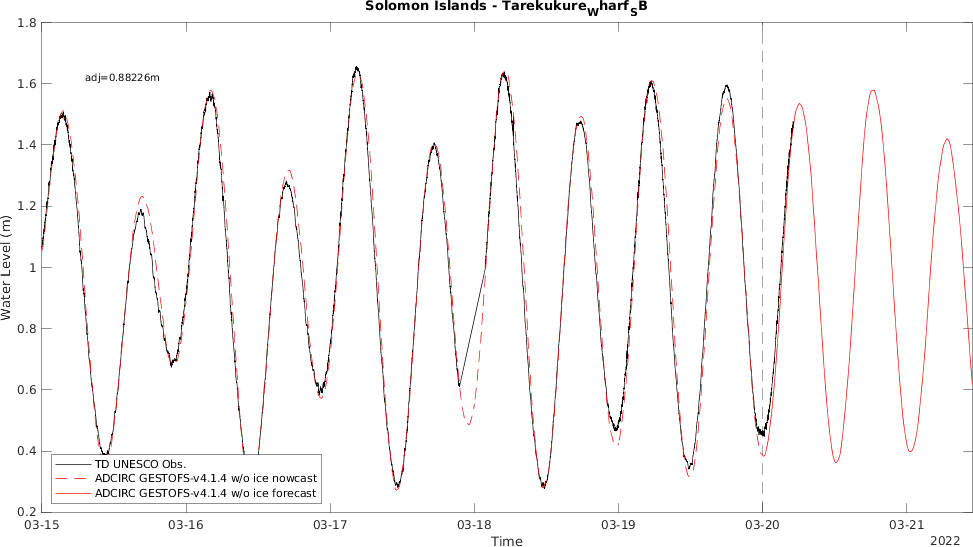 Solomon Islands - Tarekukure_Wharf_SB
adj=0.88226m
Water Level (m)
1.8
1.6
1.4
1.2
1
0.8
0.6
0.4
0.2
TD UNESCO Obs.
ADCIRC GESTOFS-v4.1.4 w/o ice nowcast
ADCIRC GESTOFS-v4.1.4 w/o ice forecast
03-15 03-16 03-17 03-18 03-19 03-20 03-21
Time
2022